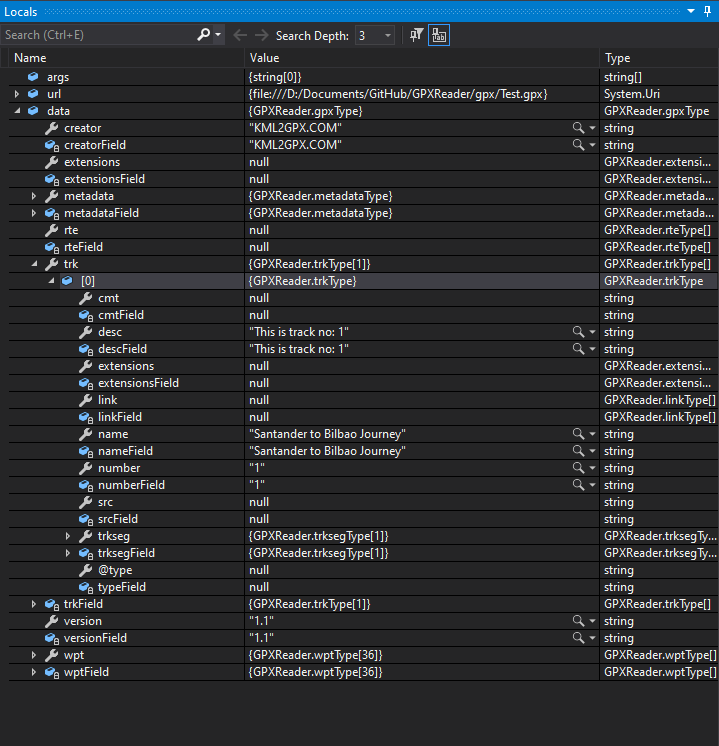 Locals
Search (Ctrl+E) Search Depth: 3
Name Value Type
args {string[0]} string[]
url {file:///D:/Documents/GitHub/GPXReader/gpx/Test.gpx} System.Uri
data {GPXReader.gpxType} GPXReader.gpxType
creator "KML2GPX.COM" string
creatorField "KML2GPX.COM" string
extensions null GPXReader.extensi...
extensionsField null GPXReader.extensi...
metadata {GPXReader.metadataType} GPXReader.metada...
metadataField {GPXReader.metadataType} GPXReader.metada...
rte null GPXReader.rteType[]
rteField null GPXReader.rteType[]
trk {GPXReader.trkType[1]} GPXReader.trkType[]
[0] {GPXReader.trkType} GPXReader.trkType
cmt null string
cmtField null string
desc "This is track no: 1" string
descField "This is track no: 1" string
extensions null GPXReader.extensi...
extensionsField null GPXReader.extensi...
link null GPXReader.linkType[]
linkField null GPXReader.linkType[]
name "Santander to Bilbao Journey" string
nameField "Santander to Bilbao Journey" string
number "1" string
numberField "1" string
src null string
srcField null string
trkseg {GPXReader.trksegType[1]} GPXReader.trksegTy...
trksegField {GPXReader.trksegType[1]} GPXReader.trksegTy...
@type null string
typeField null string
trkField {GPXReader.trkType[1]} GPXReader.trkType[]
version "1.1" string
versionField "1.1" string
wpt {GPXReader.wptType[36]} GPXReader.wptType[]
wptField {GPXReader.wptType[36]} GPXReader.wptType[]